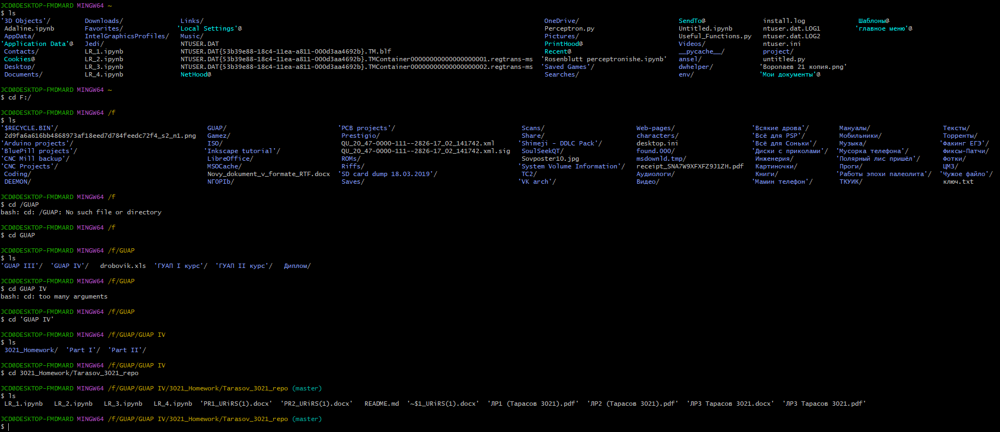 JCD@DESKTOP-FMDMARD MINGW64 ~
$ ls
'3D Objects'/ Downloads/ Links/ OneDrive/ SendTo@ install.log Шаблоны@
Adaline.ipynb Favorites/ 'Local Settings'@ Perceptron.py Untitled.ipynb ntuser.dat.LOG1 'главное меню'@
AppData/ IntelGraphicsProfiles/ Music/ Pictures/ Useful_Functions.py ntuser.dat.LOG2
'Application Data'@ Jedi/ NTUSER.DAT PrintHood@ Videos/ ntuser.ini
Contacts/ LR_1.ipynb NTUSER.DAT{53b39e88-18c4-11ea-a811-000d3aa4692b}.TM.blf Recent@ __pycache__/ project/
Cookies@ LR_2.ipynb NTUSER.DAT{53b39e88-18c4-11ea-a811-000d3aa4692b}.TMContainer00000000000000000001.regtrans-ms 'Rosenblutt perceptronishe.ipynb' ansel/ untitled.py
Desktop/ LR_3.ipynb NTUSER.DAT{53b39e88-18c4-11ea-a811-000d3aa4692b}.TMContainer00000000000000000002.regtrans-ms 'Saved Games'/ dwhelper/ 'Воропаев 21 копия.png'
Documents/ LR_4.ipynb NetHood@ Searches/ env/ 'Мои документы'@
JCD@DESKTOP-FMDMARD MINGW64 ~
$ cd F:/
JCD@DESKTOP-FMDMARD MINGW64 /f
$ ls
'$RECYCLE.BIN'/ GUAP/ 'PCB projects'/ Scans/ Web-pages/ 'Всякие дрова'/ Мануалы/ Тексты/
2d9fa6a616bb4868973af18eed7d784feedc72f4_s2_n1.png Gamez/ Prestigio/ Share/ characters/ 'Всё для PSP'/ Мобильники/ Торренты/
'Arduino projects'/ ISO/ QU_20_47-0000-111--2826-17_02_141742.xml 'Shimeji - DDLC Pack'/ desktop.ini 'Всё для Соньки'/ Музыка/ 'Факинг ЕГЭ'/
'BluePill projects'/ 'Inkscape tutorial'/ QU_20_47-0000-111--2826-17_02_141742.xml.sig SoulSeekQT/ found.000/ 'Диски с приколами'/ 'Мусорка телефона'/ Фиксы-Патчи/
'CNC Mill backup'/ LibreOffice/ ROMs/ Sovposter10.jpg msdownld.tmp/ Инженерия/ 'Полярный лис пришёл'/ Фотки/
'CNC Projects'/ MSOCache/ Riffs/ 'System Volume Information'/ receipt_SNA7W9XFXFZ9J1ZH.pdf Картиночки/ Проги/ ЦМЗ/
Coding/ Novy_dokument_v_formate_RTF.docx 'SD card dump 18.03.2019'/ TC2/ Аудиологи/ Книги/ 'Работы эпохи палеолита'/ 'Чужое файло'/
DEEMON/ NГОРІb/ Saves/ 'VK arch'/ Видео/ 'Мамин телефон'/ ТКУИК/ ключ.txt
JCD@DESKTOP-FMDMARD MINGW64 /f
$ cd /GUAP
bash: cd: /GUAP: No such file or directory
JCD@DESKTOP-FMDMARD MINGW64 /f
$ cd GUAP
JCD@DESKTOP-FMDMARD MINGW64 /f/GUAP
$ ls
'GUAP III'/ 'GUAP IV'/ drobovik.xls 'ГУАП I курс'/ 'ГУАП II курс'/ Диплом/
JCD@DESKTOP-FMDMARD MINGW64 /f/GUAP
$ cd GUAP IV
bash: cd: too many arguments
JCD@DESKTOP-FMDMARD MINGW64 /f/GUAP
$ cd 'GUAP IV'
JCD@DESKTOP-FMDMARD MINGW64 /f/GUAP/GUAP IV
$ ls
3021_Homework/ 'Part I'/ 'Part II'/
JCD@DESKTOP-FMDMARD MINGW64 /f/GUAP/GUAP IV
$ cd 3021_Homework/Tarasov_3021_repo
JCD@DESKTOP-FMDMARD MINGW64 /f/GUAP/GUAP IV/3021_Homework/Tarasov_3021_repo (master)
$ ls
LR_1.ipynb LR_2.ipynb LR_3.ipynb LR_4.ipynb 'PR1_URiRS(1).docx' 'PR2_URiRS(1).docx' README.md '~$1_URiRS(1).docx' 'ЛР1 (Тарасов 3021).pdf' 'ЛР2 (Тарасов 3021).pdf' 'ЛР3 Тарасов 3021.docx' 'ЛР3 Тарасов 3021.pdf'
JCD@DESKTOP-FMDMARD MINGW64 /f/GUAP/GUAP IV/3021_Homework/Tarasov_3021_repo (master)
$